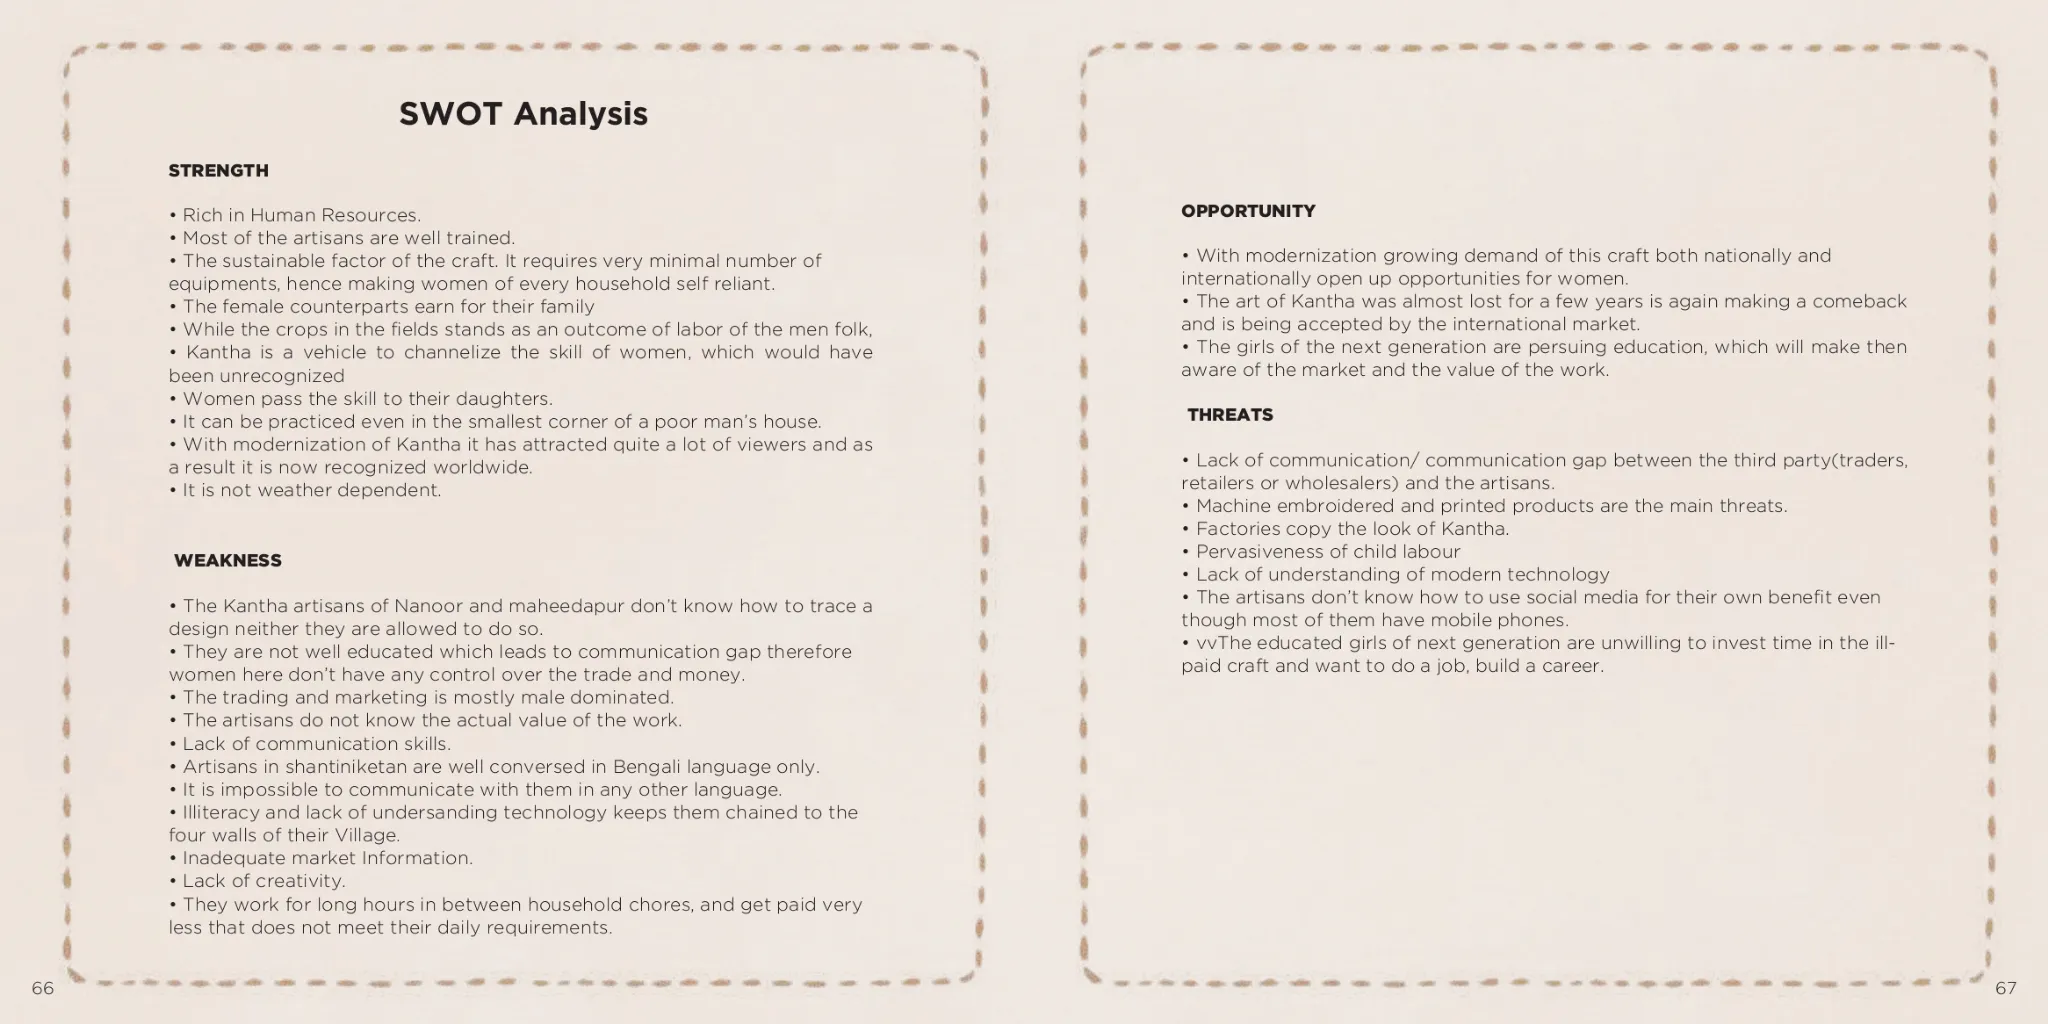 SWOT Analysis
STRENGTH
• Rich in Human Resources.
• Most of the artisans are well trained.
• The sustainable factor of the craft. It requires very minimal number of
equipments, hence making women of every household self reliant.
• The female counterparts earn for their family
• While the crops in the fields stands as an outcome of labor of the men folk,
• Kantha is a vehicle to channelize the skill of women, which would have
been unrecognized
• Women pass the skill to their daughters.
• It can be practiced even in the smallest corner of a poor man's house.
• With modernization of Kantha it has attracted quite a lot of viewers and as
a result it is now recognized worldwide.
• It is not weather dependent.
WEAKNESS
• The Kantha artisans of Nanoor and maheedapur don't know how to trace a
design neither they are allowed to do so.
• They are not well educated which leads to communication gap therefore
women here don't have any control over the trade and money.
• The trading and marketing is mostly male dominated.
• The artisans do not know the actual value of the work.
• Lack of communication skills.
• Artisans in shantiniketan are well conversed in Bengali language only.
• It is impossible to communicate with them in any other language.
• Illiteracy and lack of undersanding technology keeps them chained to the
four walls of their Village.
• Inadequate market Information.
• Lack of creativity.
• They work for long hours in between household chores, and get paid very
less that does not meet their daily requirements.
66
OPPORTUNITY
• With modernization growing demand of this craft both nationally and
internationally open up opportunities for women.
• The art of Kantha was almost lost for a few years is again making a comeback
and is being accepted by the international market.
• The girls of the next generation are persuing education, which will make then
aware of the market and the value of the work.
THREATS
• Lack of communication/ communication gap between the third party(traders,
retailers or wholesalers) and the artisans.
• Machine embroidered and printed products are the main threats.
• Factories copy the look of Kantha.
• Pervasiveness of child labour
• Lack of understanding of modern technology
• The artisans don't know how to use social media for their own benefit even
though most of them have mobile phones.
• vvThe educated girls of next generation are unwilling to invest time in the ill-
paid craft and want to do a job, build a career.
67